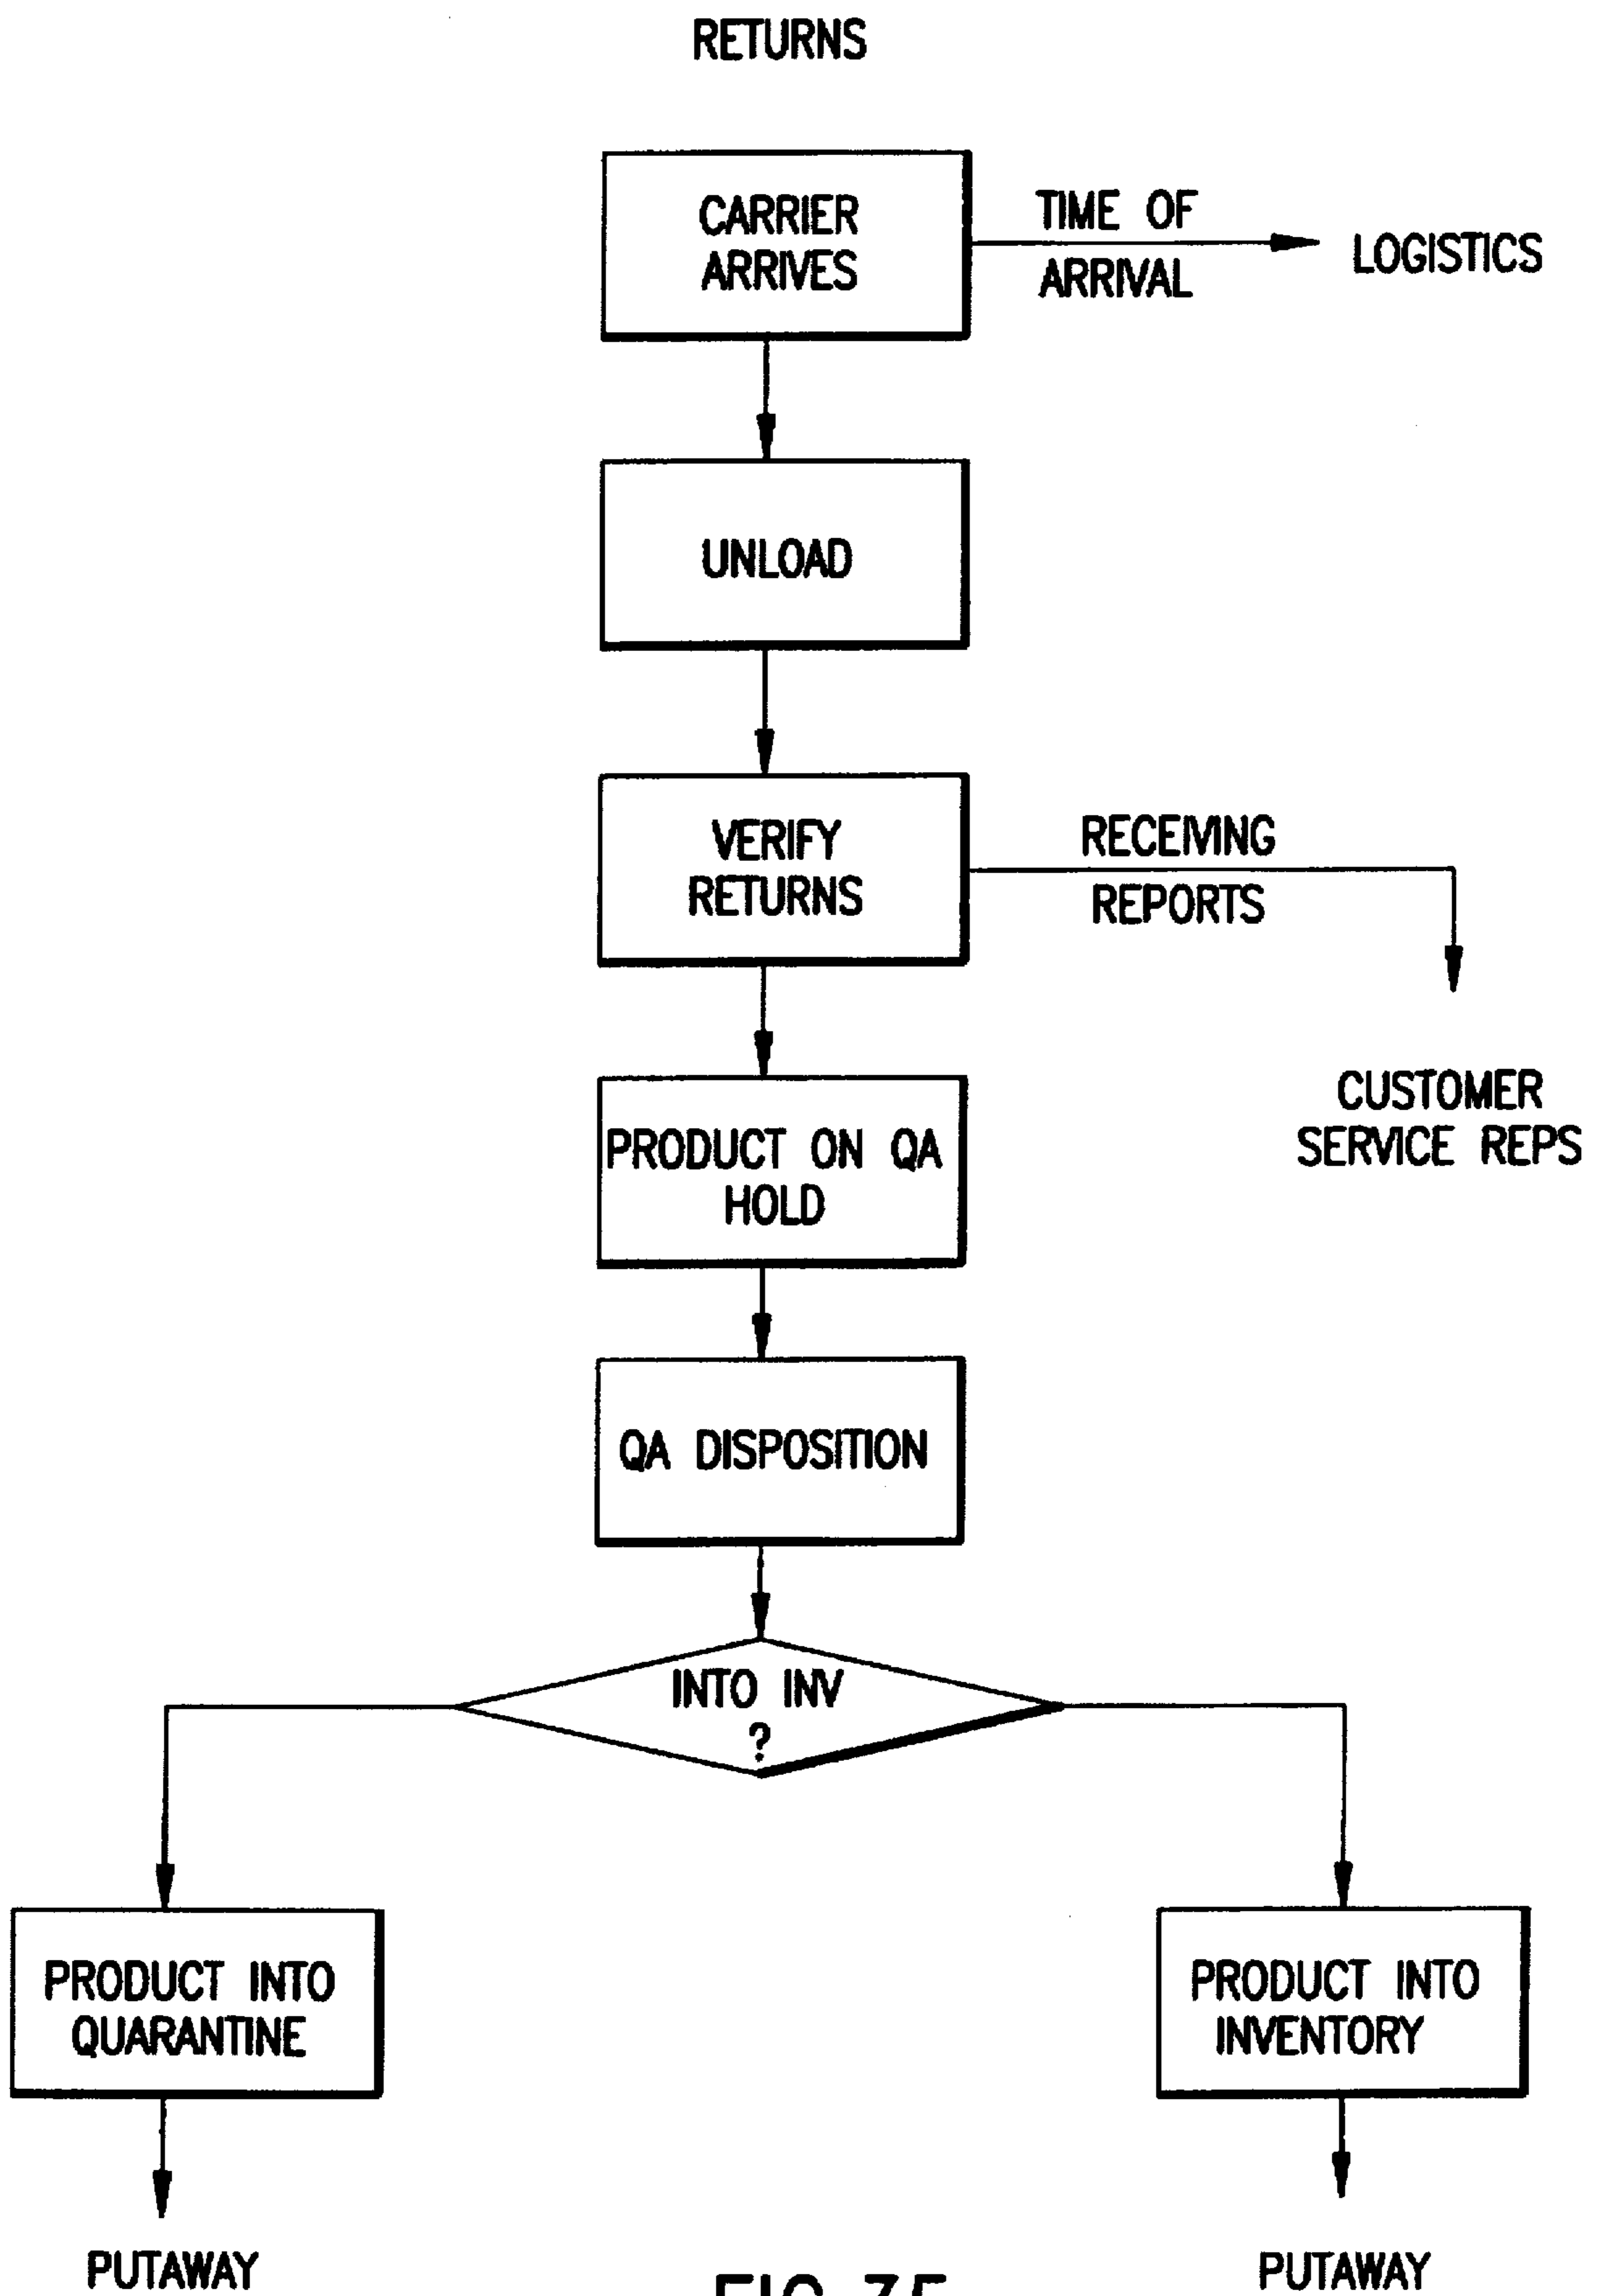 RETURNS
CARRIER
ARRIVES
TIME OF
ARRIVAL
LOGISTICS
UNLOAD
VERIFY
RETURNS
RECEIVING
REPORTS
CUSTOMER
SERVICE REPS
PRODUCT ON QA
HOLD
QA DISPOSITION
INTO INV
?
PRODUCT INTO
QUARANTINE
PRODUCT INTO
INVENTORY
PUTAWAY
PUTAWAY